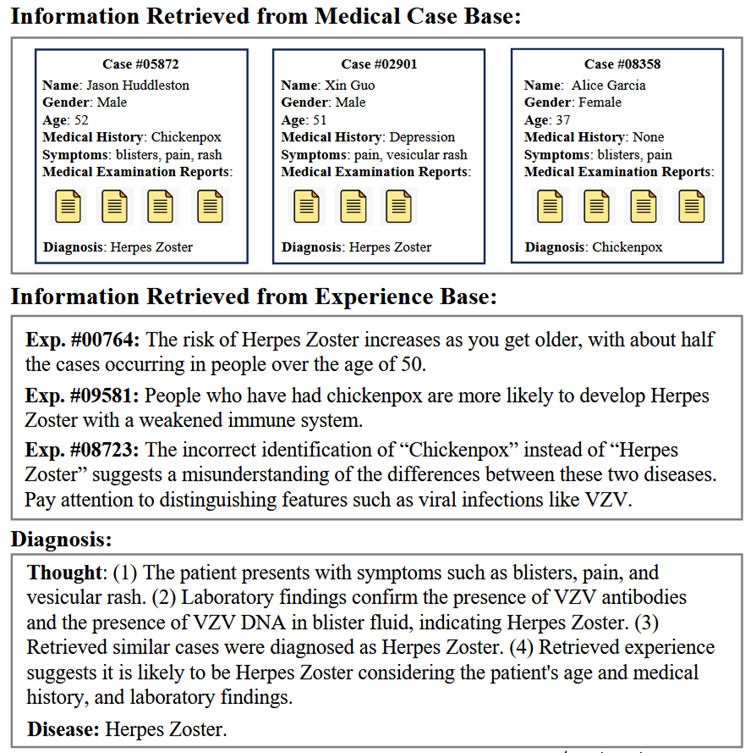 Information Retrieved from Medical Case Base:
Case #05872
Name: Jason Huddleston
Gender: Male
Age: 52
Medical History: Chickenpox
Symptoms: blisters, pain, rash
Medical Examination Reports:
Diagnosis: Herpes Zoster
Case #02901
Name: Xin Guo
Gender: Male
Age: 51
Medical History: Depression
Symptoms: pain, vesicular rash
Medical Examination Reports:
Diagnosis: Herpes Zoster
Case #08358
Name: Alice Garcia
Gender: Female
Age: 37
Medical History: None
Symptoms: blisters, pain
Medical Examination Reports:
Diagnosis: Chickenpox
Information Retrieved from Experience Base:
Exp. #00764: The risk of Herpes Zoster increases as you get older, with about half
the cases occurring in people over the age of 50.
Exp. #09581: People who have had chickenpox are more likely to develop Herpes
Zoster with a weakened immune system.
Exp. #08723: The incorrect identification of “Chickenpox” instead of “Herpes
Zoster” suggests a misunderstanding of the differences between these two diseases.
Pay attention to distinguishing features such as viral infections like VZV.
Diagnosis:
Thought: (1) The patient presents with symptoms such as blisters, pain, and
vesicular rash. (2) Laboratory findings confirm the presence of VZV antibodies
and the presence of VZV DNA in blister fluid, indicating Herpes Zoster. (3)
Retrieved similar cases were diagnosed as Herpes Zoster. (4) Retrieved experience
suggests it is likely to be Herpes Zoster considering the patient's age and medical
history, and laboratory findings.
Disease: Herpes Zoster.